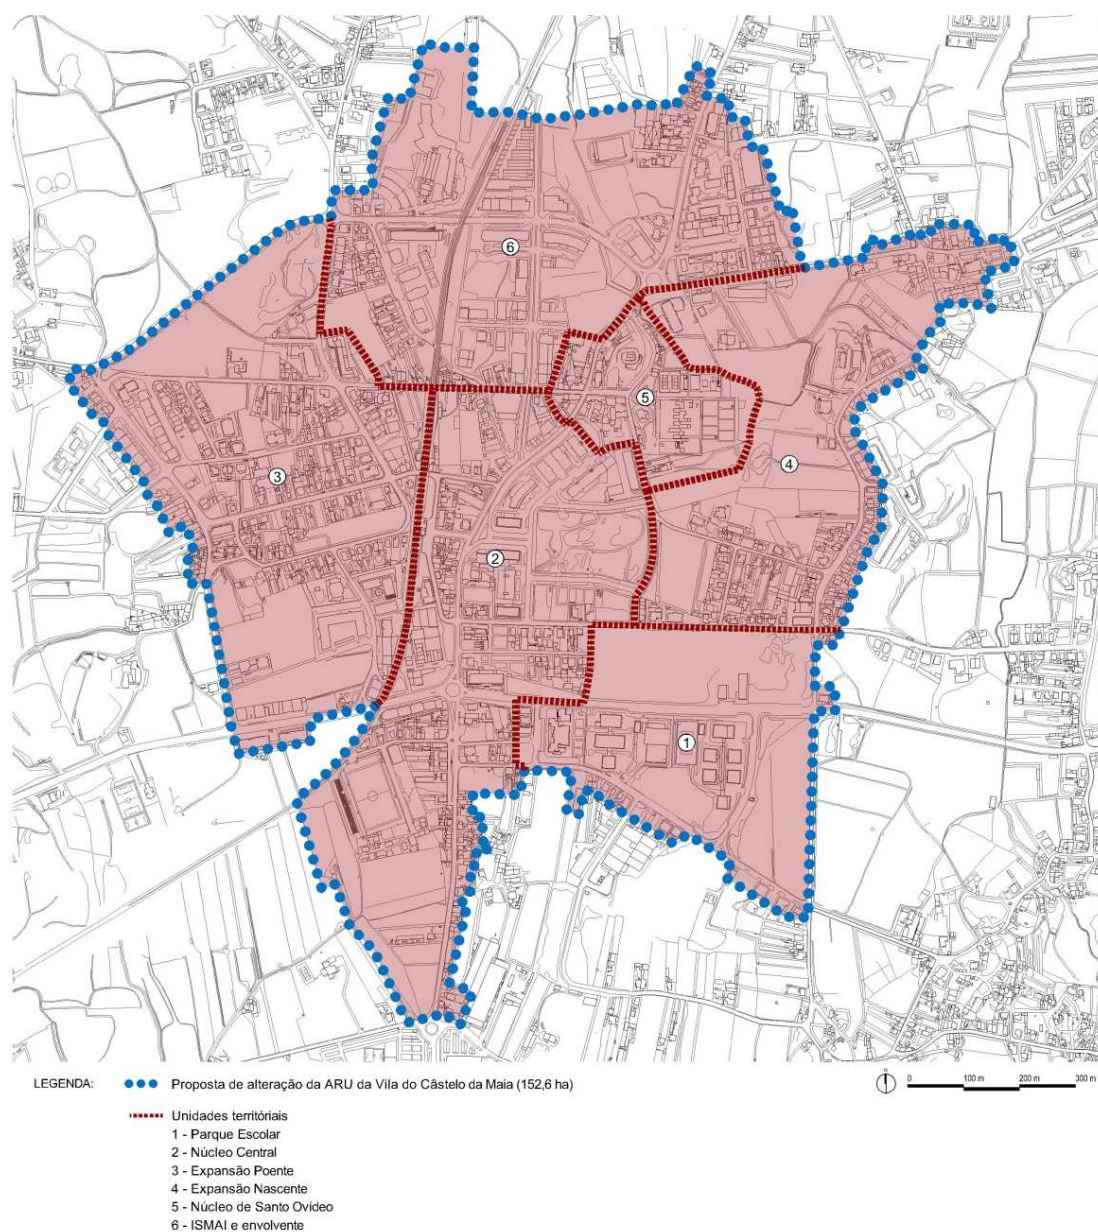 6
5
3
4
2
1
LEGENDA:
Proposta de alteração da ARU da Vila do Câstelo da Maia (152,6 ha)
N
0 100 m 200 m 300 m
Unidades territóriais
1 - Parque Escolar
2 - Núcleo Central
3 - Expansão Poente
4 - Expansão Nascente
5 - Núcleo de Santo Ovídeo
6 - ISMAI e envolvente